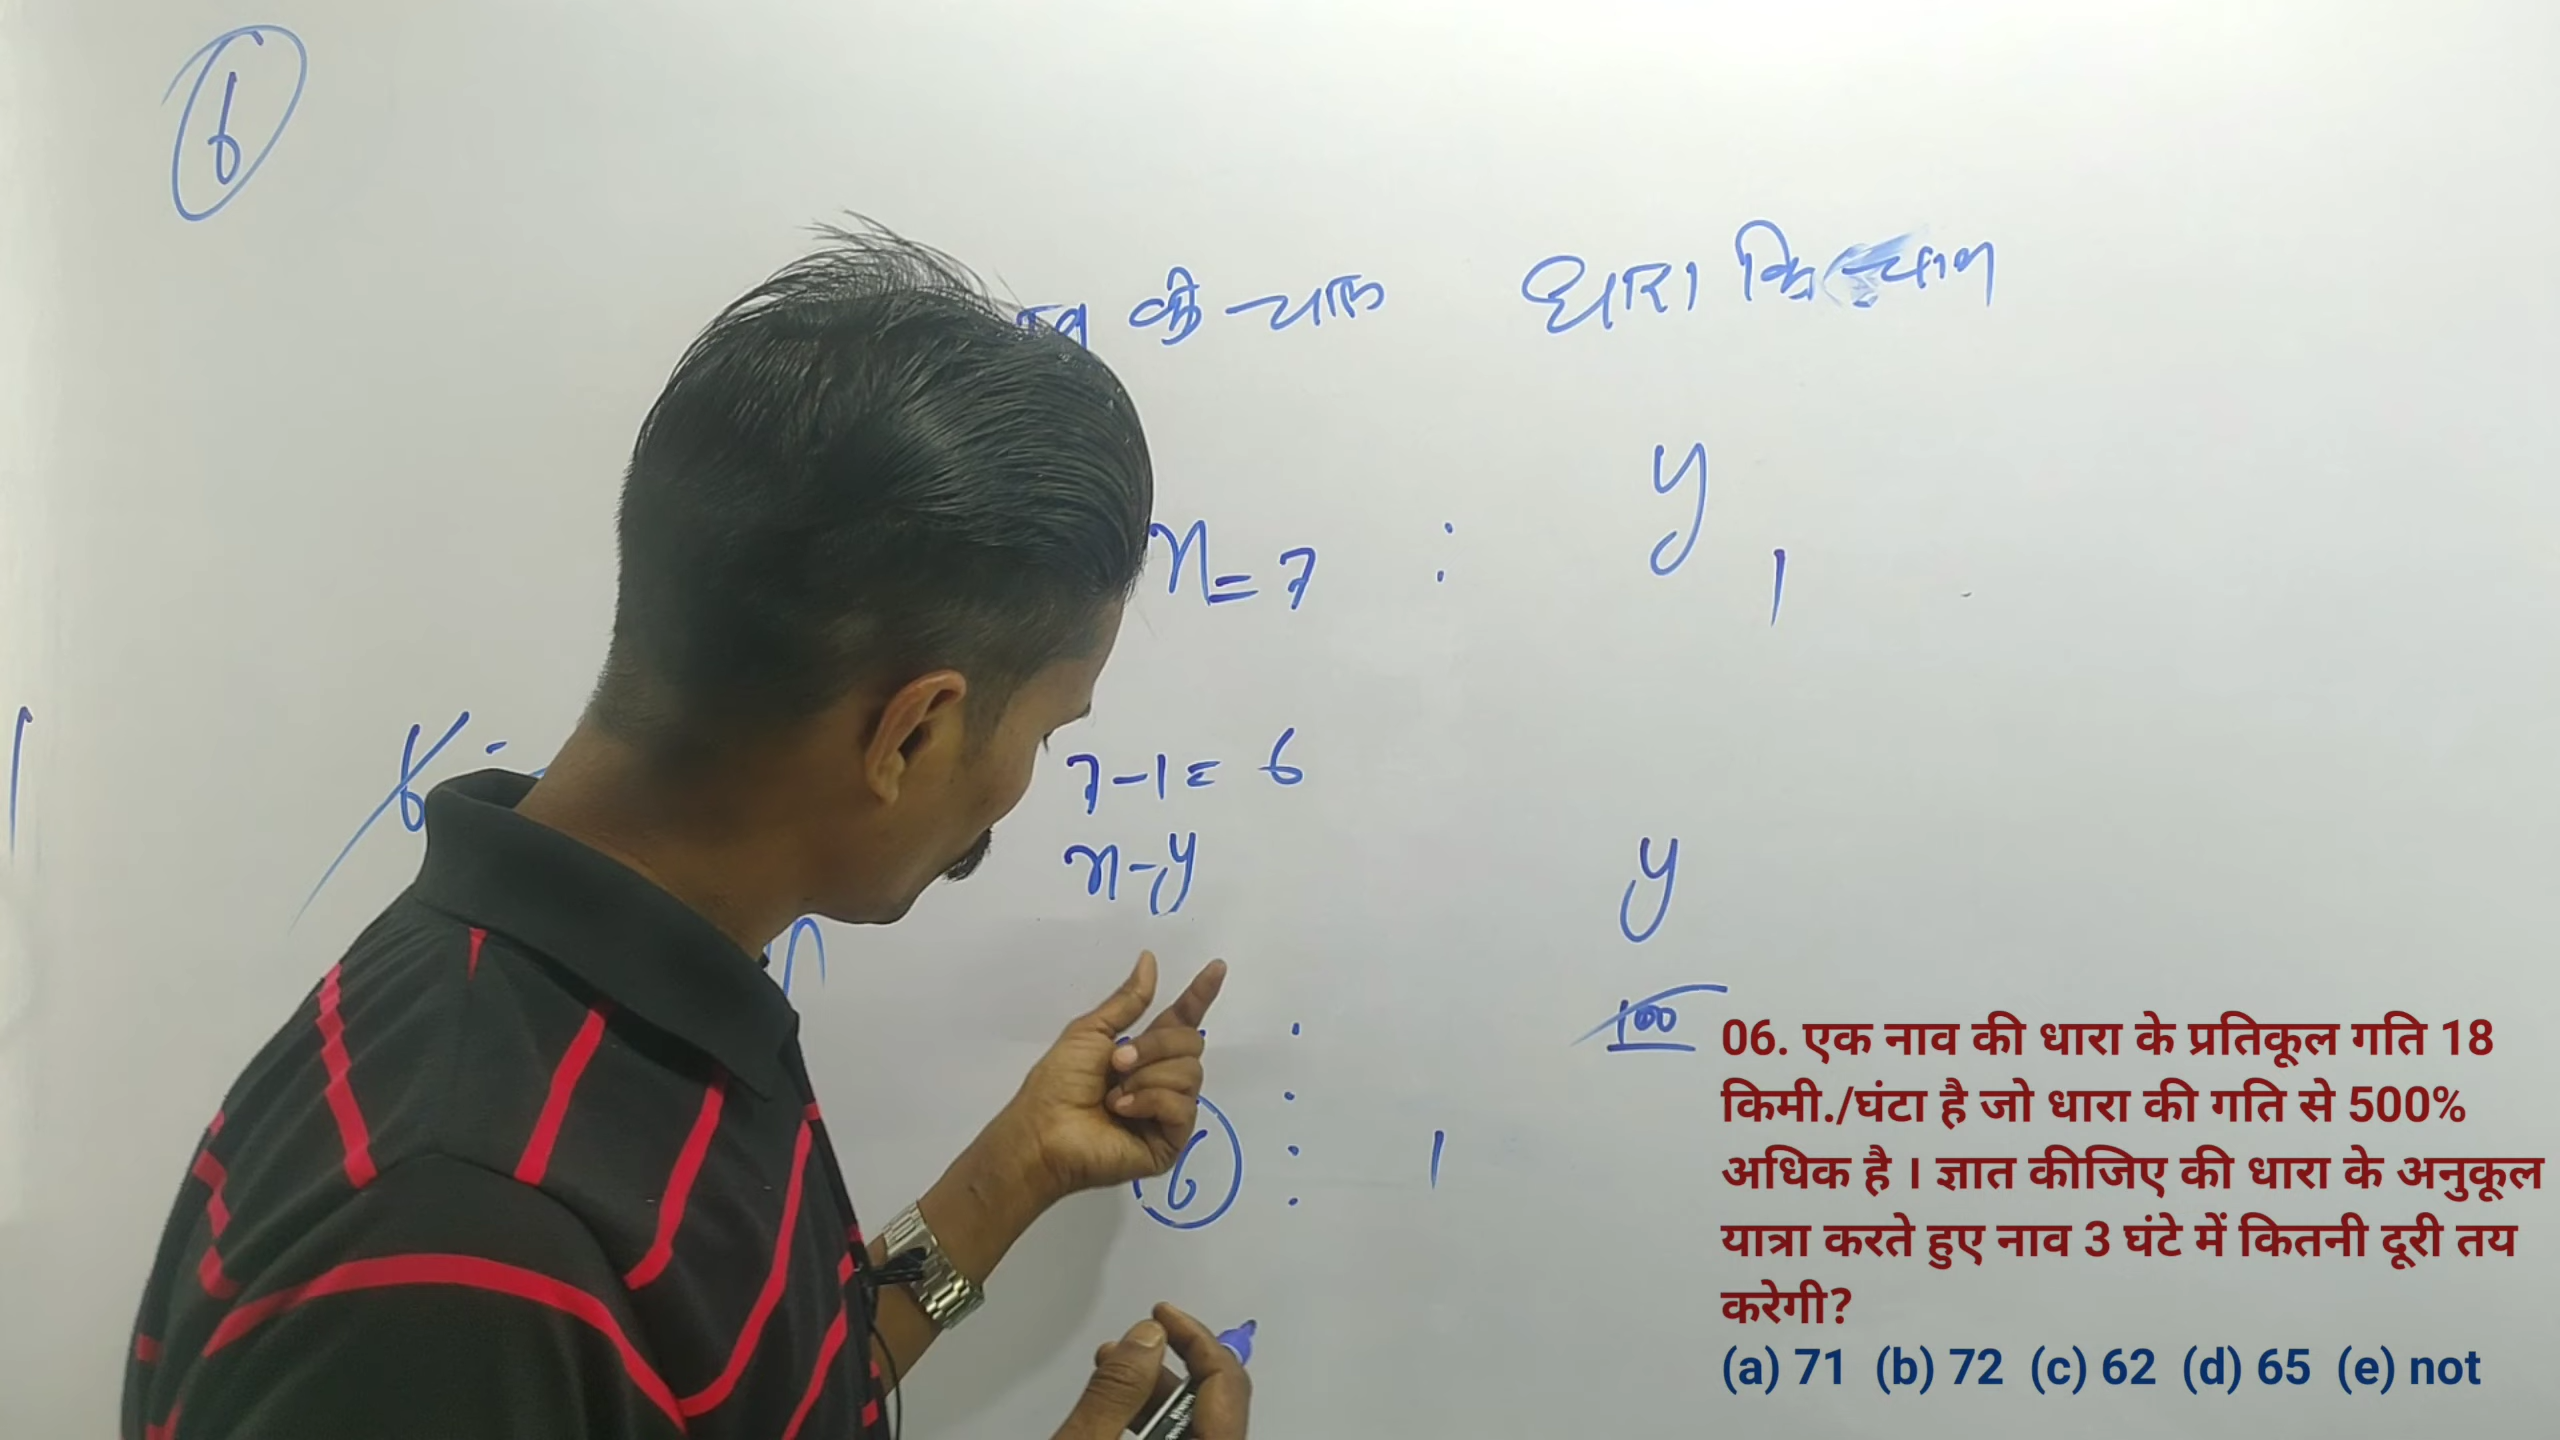 6
की चाल धारा कि चाल
x = 7 : y 1
7-1 = 6
x-y y
100
6 : : 1
06. एक नाव की धारा के प्रतिकूल गति 18
किमी./घंटा है जो धारा की गति से 500%
अधिक है । ज्ञात कीजिए की धारा के अनुकूल
यात्रा करते हुए नाव 3 घंटे में कितनी दूरी तय
करेगी?
(a) 71 (b) 72 (c) 62 (d) 65 (e) not